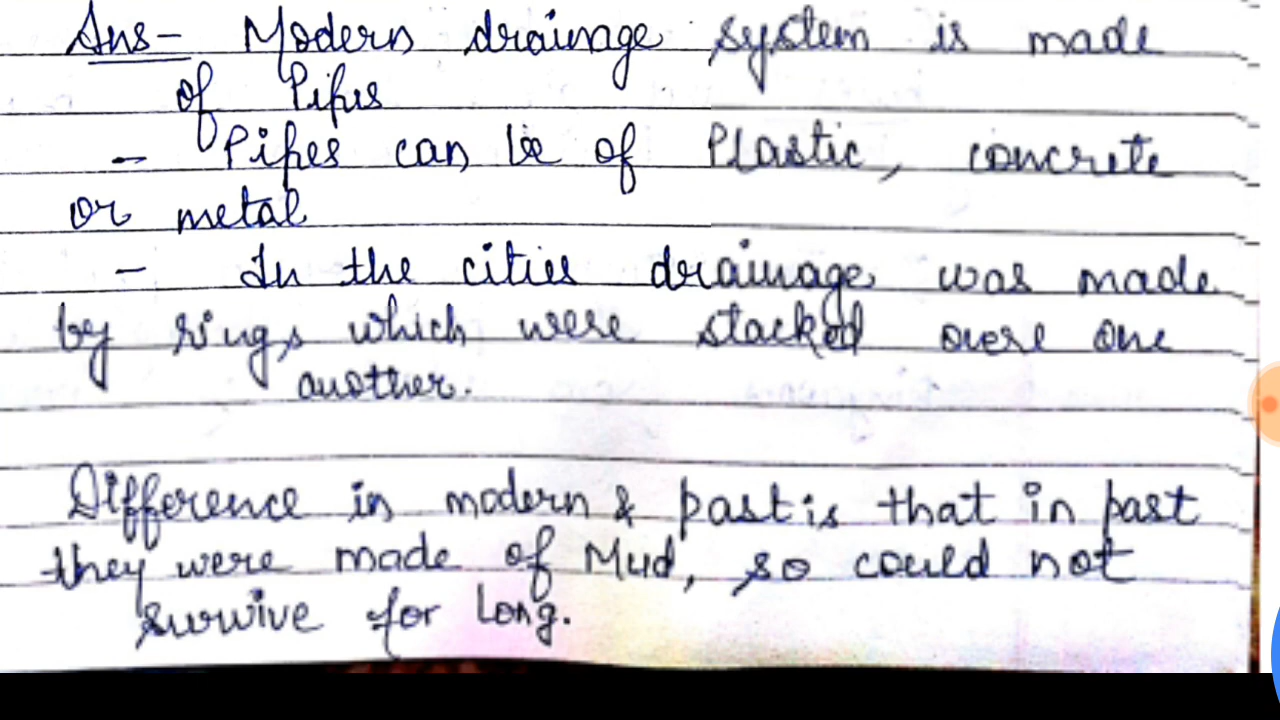 Ans- Modern drainage system is made
of Pipes
- Pipes can be of Plastic, concrete
or metal
- In the cities drainage was made
by rings which were stacked over one
another.
Difference in modern & past is that in past
they were made of Mud, so could not
survive for Long.